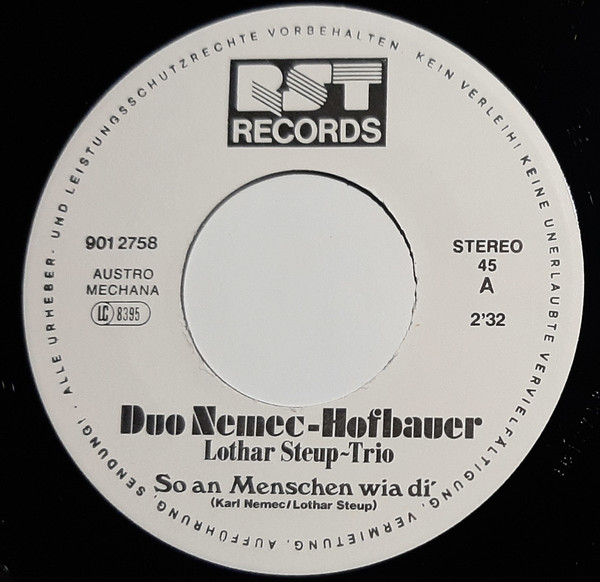 ALLE URHEBER- UND LEISTUNGSSCHUTZRECHTE VORBEHALTEN. KEIN VERLEIH! KEINE UNERLAUBTE VERVIELFÄLTIGUNG, VERMIETUNG, AUFFÜHRUNG, SENDUNG!
RST
RECORDS
901 2758
AUSTRO
MECHANA
LC 8395
STEREO
45
A
2'32
Duo Nemec-Hofbauer
Lothar Steup~Trio
So an Menschen wia di'
(Karl Nemec/Lothar Steup)